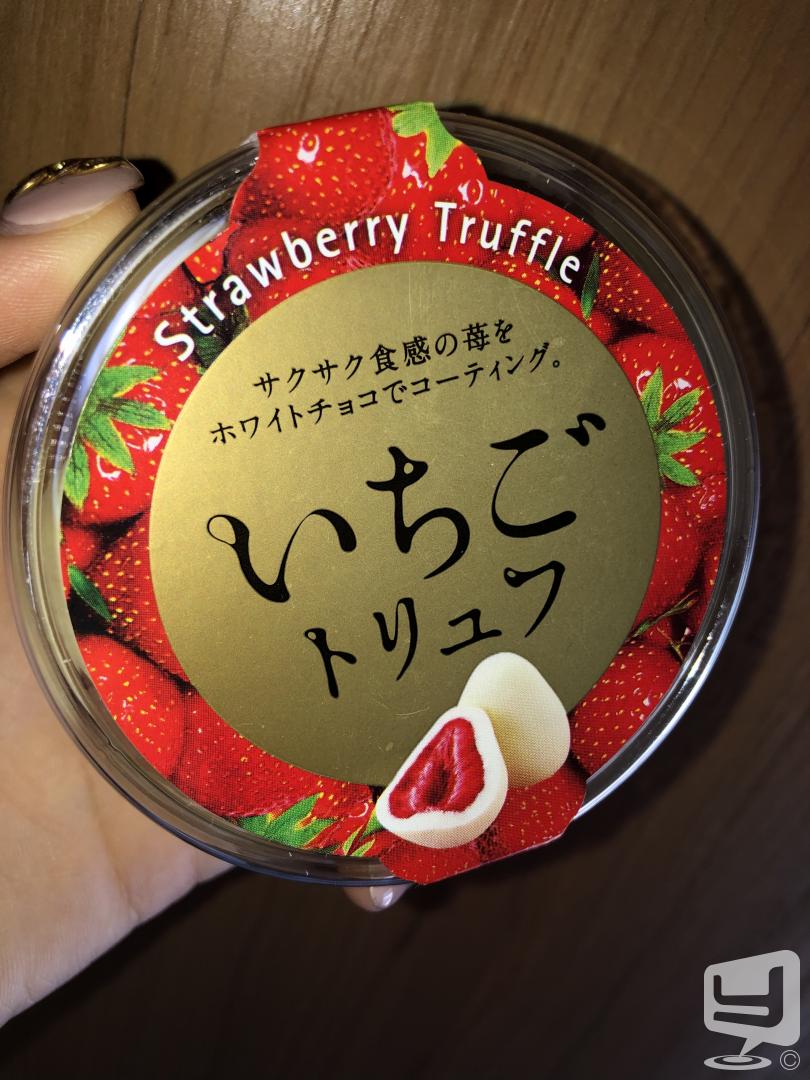 Strawberry Truffle
サクサク食感の苺を
ホワイトチョコでコーティング。
いちご
トリュフ
©